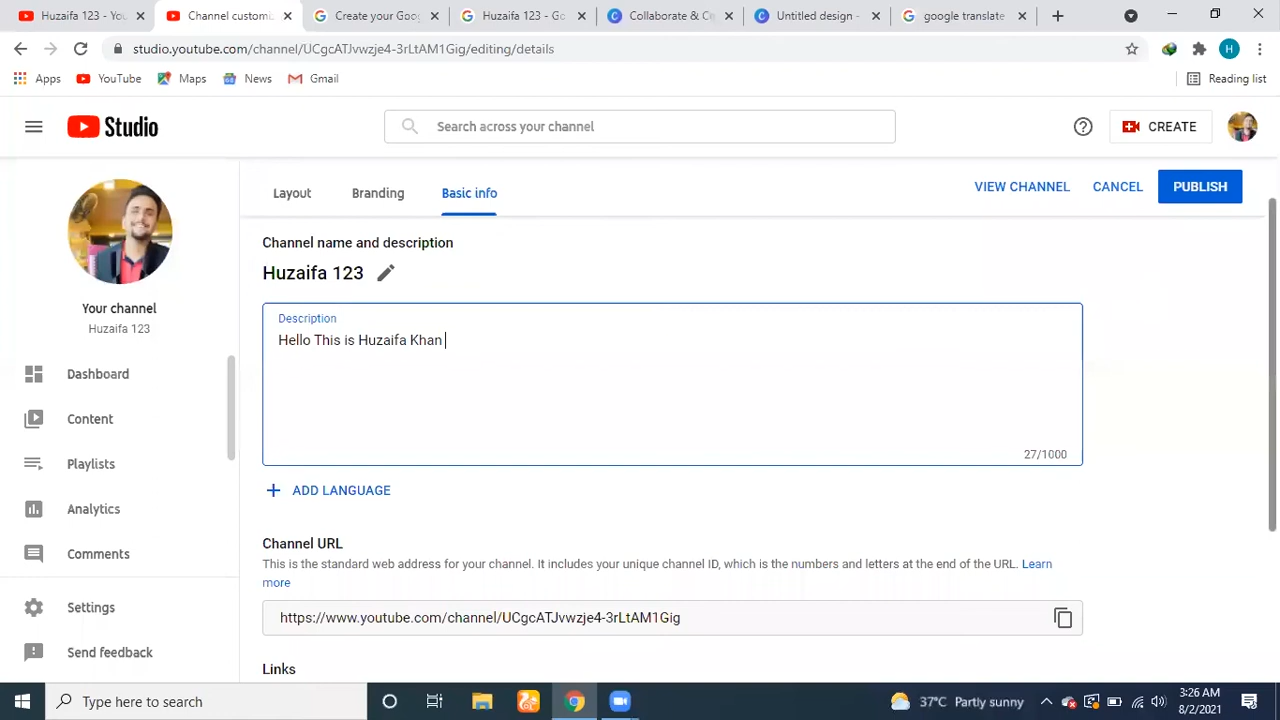 Huzaifa 123 - You
Channel customiz
Create your Goog
Huzaifa 123 - Go
Collaborate & Cr
Untitled design -
google translate
studio.youtube.com/channel/UCgcATJvwzje4-3rLtAM1Gig/editing/details
H
Apps
YouTube
Maps
News
Gmail
Reading list
Studio
Search across your channel
CREATE
Layout
Branding
Basic info
VIEW CHANNEL
CANCEL
PUBLISH
Your channel
Huzaifa 123
Dashboard
Content
Playlists
Analytics
Comments
Settings
Send feedback
Channel name and description
Huzaifa 123
Description
Hello This is Huzaifa Khan
27/1000
ADD LANGUAGE
Channel URL
This is the standard web address for your channel. It includes your unique channel ID, which is the numbers and letters at the end of the URL. Learn
more
https://www.youtube.com/channel/UCgcATJvwzje4-3rLtAM1Gig
Links
Type here to search
37°C Partly sunny
3:26 AM
8/2/2021